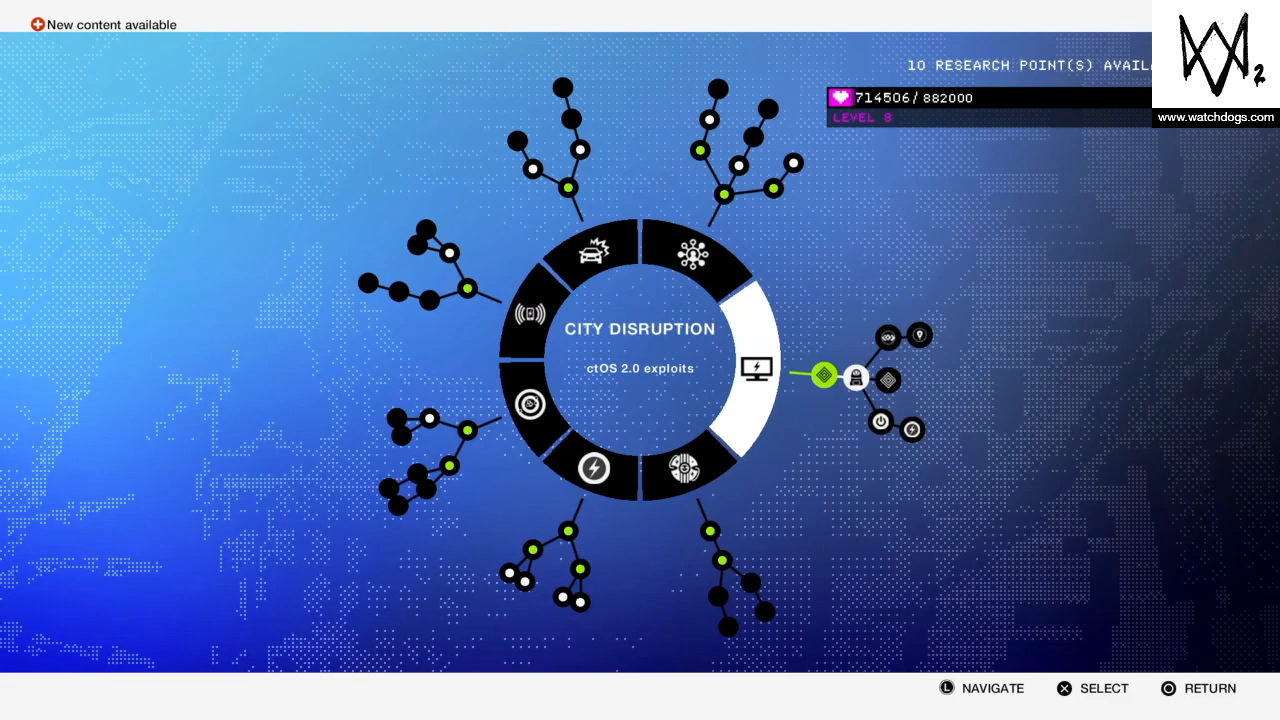 New content available
10 RESEARCH POINT(S)
714506/ 882000
LEVEL 8
2
www.watchdogs.com
CITY DISRUPTION
ctOS 2.0 exploits
L NAVIGATE
SELECT
RETURN